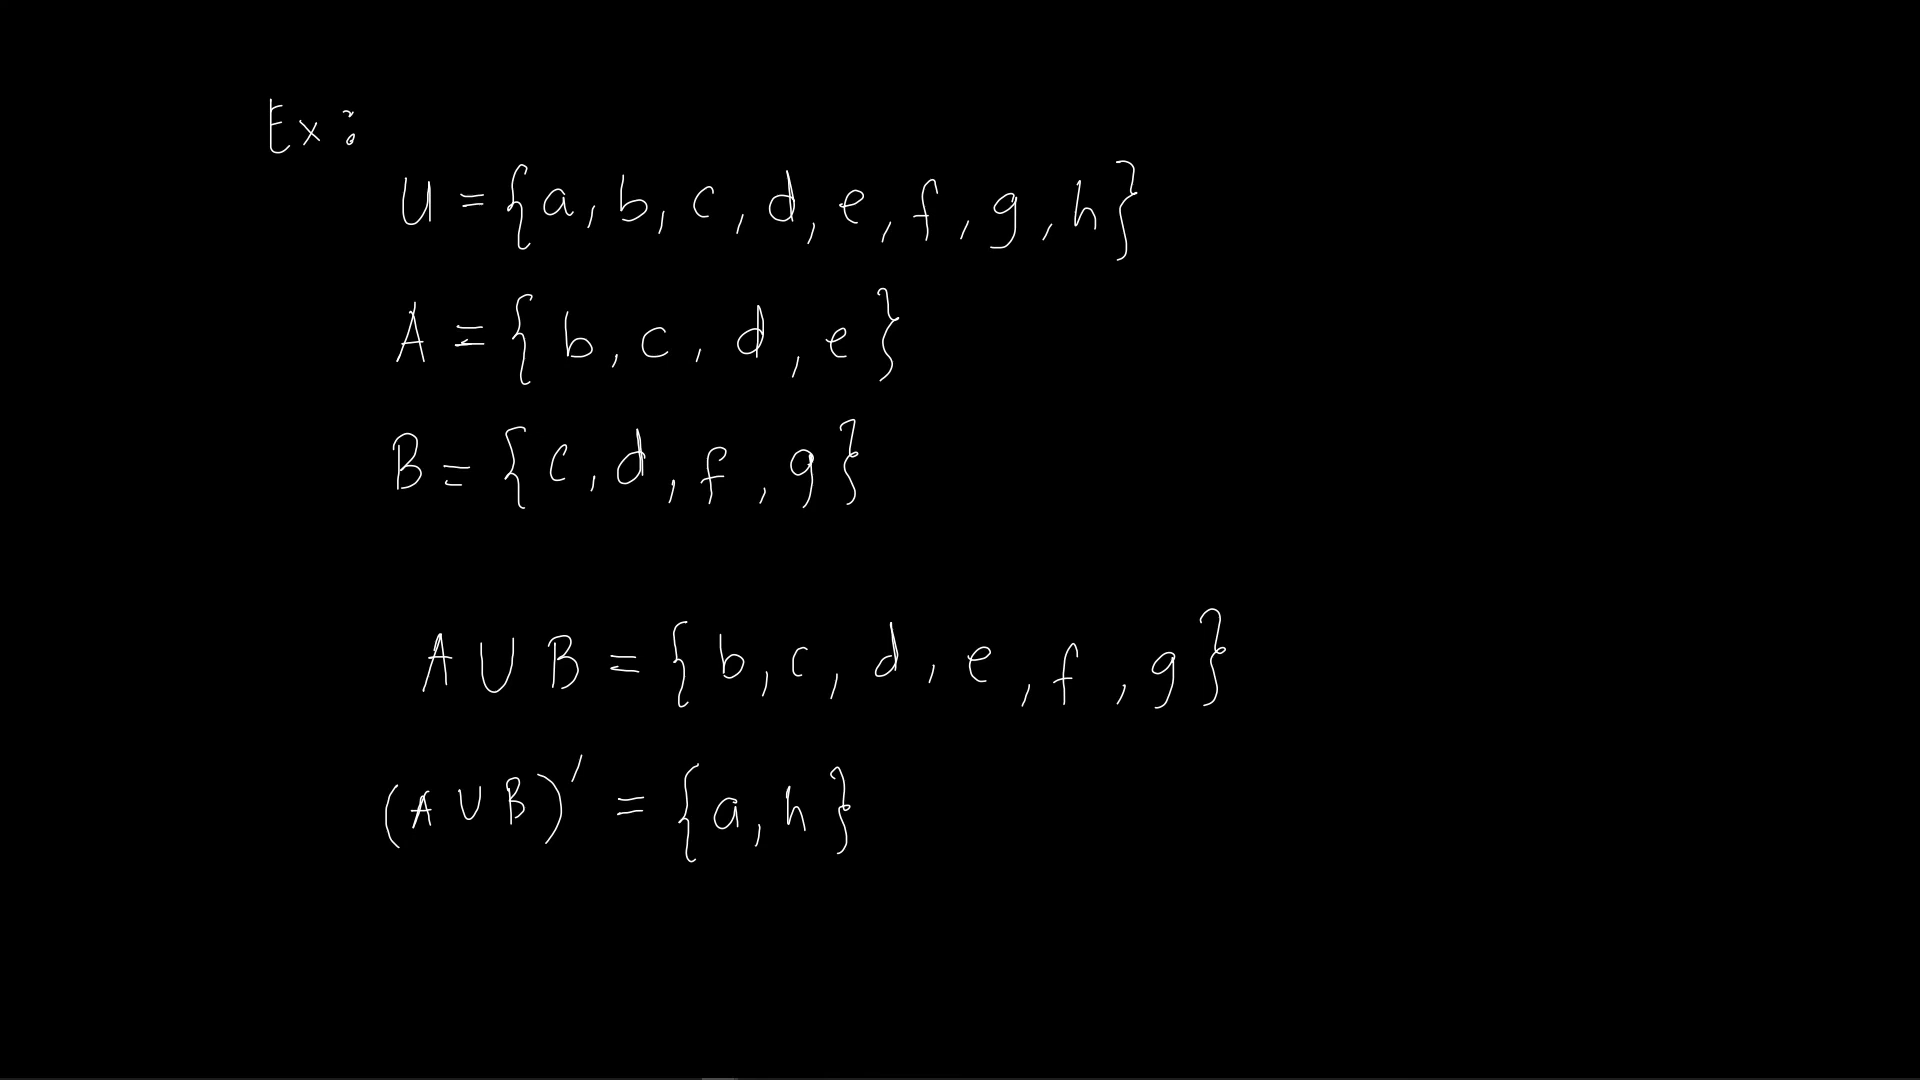 Ex:
U = {a, b, c, d, e, f, g, h}
A = {b, c, d, e}
B = {c, d, f, g}
A ∪ B = {b, c, d, e, f, g}
(A ∪ B)' = {a, h}